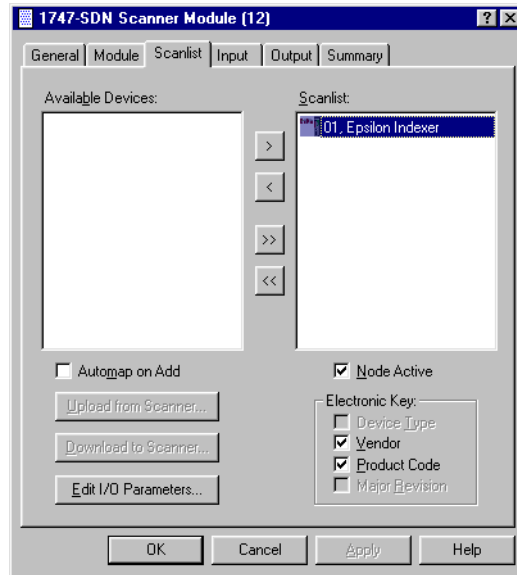 1747-SDN Scanner Module (12)
General Module Scanlist Input Output Summary
Available Devices:
Scanlist:
01, Epsilon Indexer
>
<
>>
<<
Automap on Add
Node Active
Upload from Scanner...
Download to Scanner...
Edit I/O Parameters...
Electronic Key:
Device Type
Vendor
Product Code
Major Revision
OK Cancel Apply Help